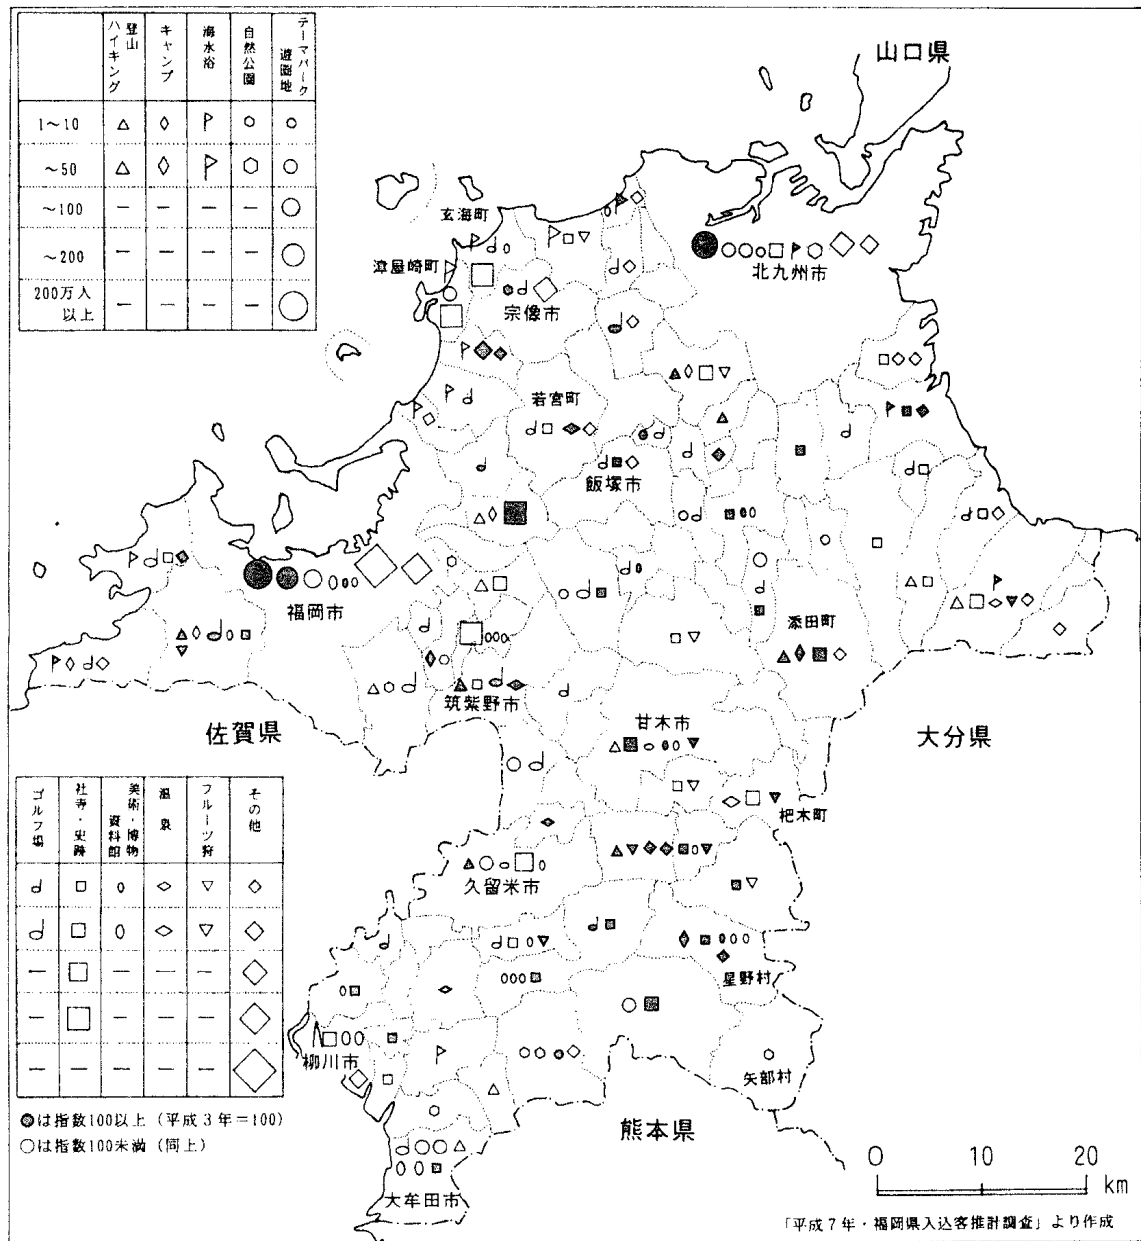 登山
ハイキング
キャンプ
海水浴
自然公園
テーマパーク
遊園地
1～10
～50
～100
～200
200万人
以上
山口県
玄海町
津屋崎町
宗像市
北九州市
若宮町
飯塚市
福岡市
添田町
筑紫野市
佐賀県
甘木市
大分県
杷木町
久留米市
星野村
柳川市
矢部村
熊本県
大牟田市
ゴルフ場
社寺・史跡
美術・博物
資料館
温泉
フルーツ狩
その他
●は指数100以上（平成3年＝100）
○は指数100未満（同上）
0 10 20
km
「平成7年・福岡県入込客推計調査」より作成